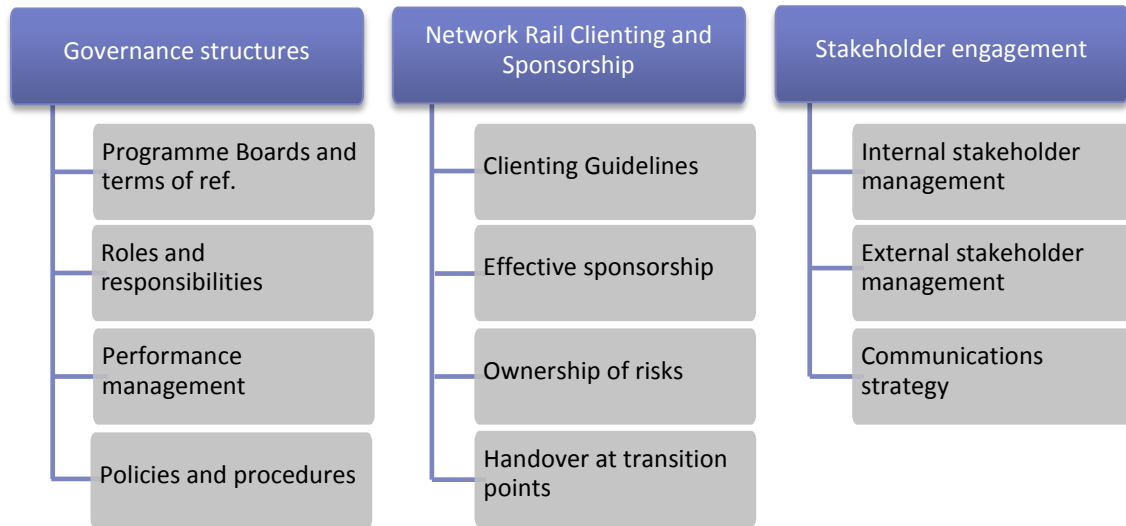 Governance structures
Programme Boards and
terms of ref.
Roles and
responsibilities
Performance
management
Policies and procedures
Network Rail Clienting and
Sponsorship
Clienting Guidelines
Effective sponsorship
Ownership of risks
Handover at transition
points
Stakeholder engagement
Internal stakeholder
management
External stakeholder
management
Communications
strategy